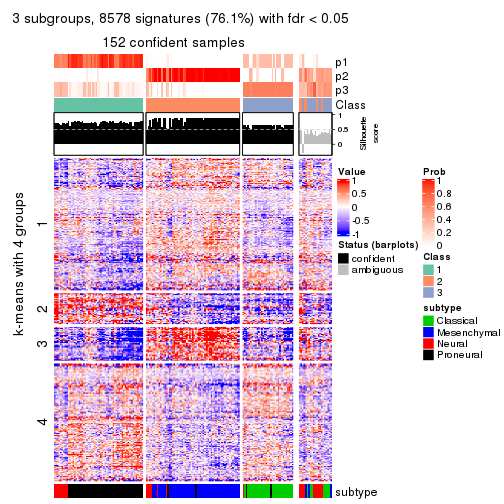 3 subgroups, 8578 signatures (76.1%) with fdr < 0.05
152 confident samples
p1
p2
p3
Class
1
0.5
0
Silhouette
score
k-means with 4 groups
1
2
3
4
Value
1
0.5
0
-0.5
-1
Status (barplots)
confident
ambiguous
Prob
1
0.8
0.6
0.4
0.2
0
Class
1
2
3
subtype
Classical
Mesenchymal
Neural
Proneural
subtype